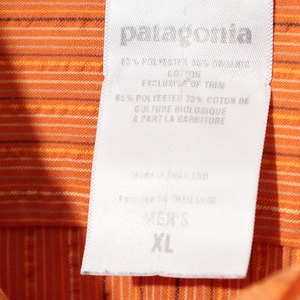 patagonia
65% POLYESTER 35% ORGANIC
COTTON
EXCLUSIVE OF TRIM
65% POLYESTER 35% COTON DE
CULTURE BIOLOGIQUE
A PART LA GARNITURE
MADE IN THAILAND
MEN'S
XL